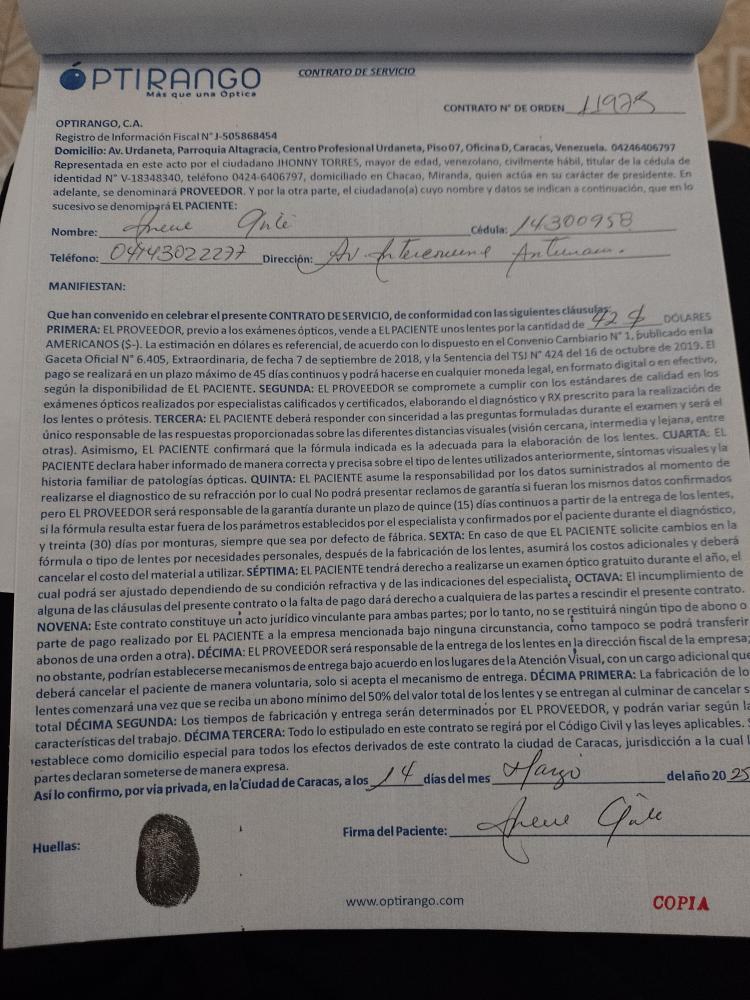 ÓPTIRANGO
Más que una Óptica
CONTRATO DE SERVICIO
CONTRATO N° DE ORDEN 11973
OPTIRANGO, C.A.
Registro de Información Fiscal N° J-505868454
Domicilio: Av. Urdaneta, Parroquia Altagracia, Centro Profesional Urdaneta, Piso 07, Oficina D, Caracas, Venezuela. 04246406797
Representada en este acto por el ciudadano JHONNY TORRES, mayor de edad, venezolano, civilmente hábil, titular de la cédula de
identidad N° V-18348340, teléfono 0424-6406797, domiciliado en Chacao, Miranda, quien actúa en su carácter de presidente. En
adelante, se denominará PROVEEDOR. Y por la otra parte, el ciudadano(a) cuyo nombre y datos se indican a continuación, que en lo
sucesivo se denominará EL PACIENTE:
Nombre: Cédula: 14300958
Teléfono: 04143022277 Dirección: Av
MANIFIESTAN:
Que han convenido en celebrar el presente CONTRATO DE SERVICIO, de conformidad con las siguientes cláusulas:
PRIMERA: EL PROVEEDOR, previo a los exámenes ópticos, vende a EL PACIENTE unos lentes por la cantidad de 92 $ DÓLARES
AMERICANOS ($-). La estimación en dólares es referencial, de acuerdo con lo dispuesto en el Convenio Cambiario N° 1, publicado en la
Gaceta Oficial N° 6.405, Extraordinaria, de fecha 7 de septiembre de 2018, y la Sentencia del TSJ N° 424 del 16 de octubre de 2019. El
pago se realizará en un plazo máximo de 45 días continuos y podrá hacerse en cualquier moneda legal, en formato digital o en efectivo,
según la disponibilidad de EL PACIENTE. SEGUNDA: EL PROVEEDOR se compromete a cumplir con los estándares de calidad en los
exámenes ópticos realizados por especialistas calificados y certificados, elaborando el diagnóstico y RX prescrito para la realización de
los lentes o prótesis. TERCERA: EL PACIENTE deberá responder con sinceridad a las preguntas formuladas durante el examen y será el
único responsable de las respuestas proporcionadas sobre las diferentes distancias visuales (visión cercana, intermedia y lejana, entre
otras). Asimismo, EL PACIENTE confirmará que la fórmula indicada es la adecuada para la elaboración de los lentes. CUARTA: EL
PACIENTE declara haber informado de manera correcta y precisa sobre el tipo de lentes utilizados anteriormente, síntomas visuales y la
historia familiar de patologías ópticas. QUINTA: EL PACIENTE asume la responsabilidad por los datos suministrados al momento de
realizarse el diagnostico de su refracción por lo cual No podrá presentar reclamos de garantía si fueran los mismos datos confirmados
pero EL PROVEEDOR será responsable de la garantía durante un plazo de quince (15) días continuos a partir de la entrega de los lentes,
si la fórmula resulta estar fuera de los parámetros establecidos por el especialista y confirmados por el paciente durante el diagnóstico,
y treinta (30) días por monturas, siempre que sea por defecto de fábrica. SEXTA: En caso de que EL PACIENTE solicite cambios en la
fórmula o tipo de lentes por necesidades personales, después de la fabricación de los lentes, asumirá los costos adicionales y deberá
cancelar el costo del material a utilizar. SÉPTIMA: EL PACIENTE tendrá derecho a realizarse un examen óptico gratuito durante el año, el
cual podrá ser ajustado dependiendo de su condición refractiva y de las indicaciones del especialista, OCTAVA: El incumplimiento de
alguna de las cláusulas del presente contrato o la falta de pago dará derecho a cualquiera de las partes a rescindir el presente contrato.
NOVENA: Este contrato constituye un acto jurídico vinculante para ambas partes; por lo tanto, no se restituirá ningún tipo de abono o
parte de pago realizado por EL PACIENTE a la empresa mencionada bajo ninguna circunstancia, como tampoco se podrá transferir
abonos de una orden a otra). DÉCIMA: EL PROVEEDOR será responsable de la entrega de los lentes en la dirección fiscal de la empresa;
no obstante, podrían establecerse mecanismos de entrega bajo acuerdo en los lugares de la Atención Visual, con un cargo adicional que
deberá cancelar el paciente de manera voluntaria, solo si acepta el mecanismo de entrega. DÉCIMA PRIMERA: La fabricación de lo
lentes comenzará una vez que se reciba un abono mínimo del 50% del valor total de los lentes y se entregan al culminar de cancelar s
total DÉCIMA SEGUNDA: Los tiempos de fabricación y entrega serán determinados por EL PROVEEDOR, y podrán variar según la
características del trabajo. DÉCIMA TERCERA: Todo lo estipulado en este contrato se regirá por el Código Civil y las leyes aplicables. S
establece como domicilio especial para todos los efectos derivados de este contrato la ciudad de Caracas, jurisdicción a la cual l
partes declaran someterse de manera expresa.
Así lo confirmo, por via privada, en la Ciudad de Caracas, a los 14 días del mes Marzo del año 2025
Huellas:
Firma del Paciente:
www.optirango.com
COPIA